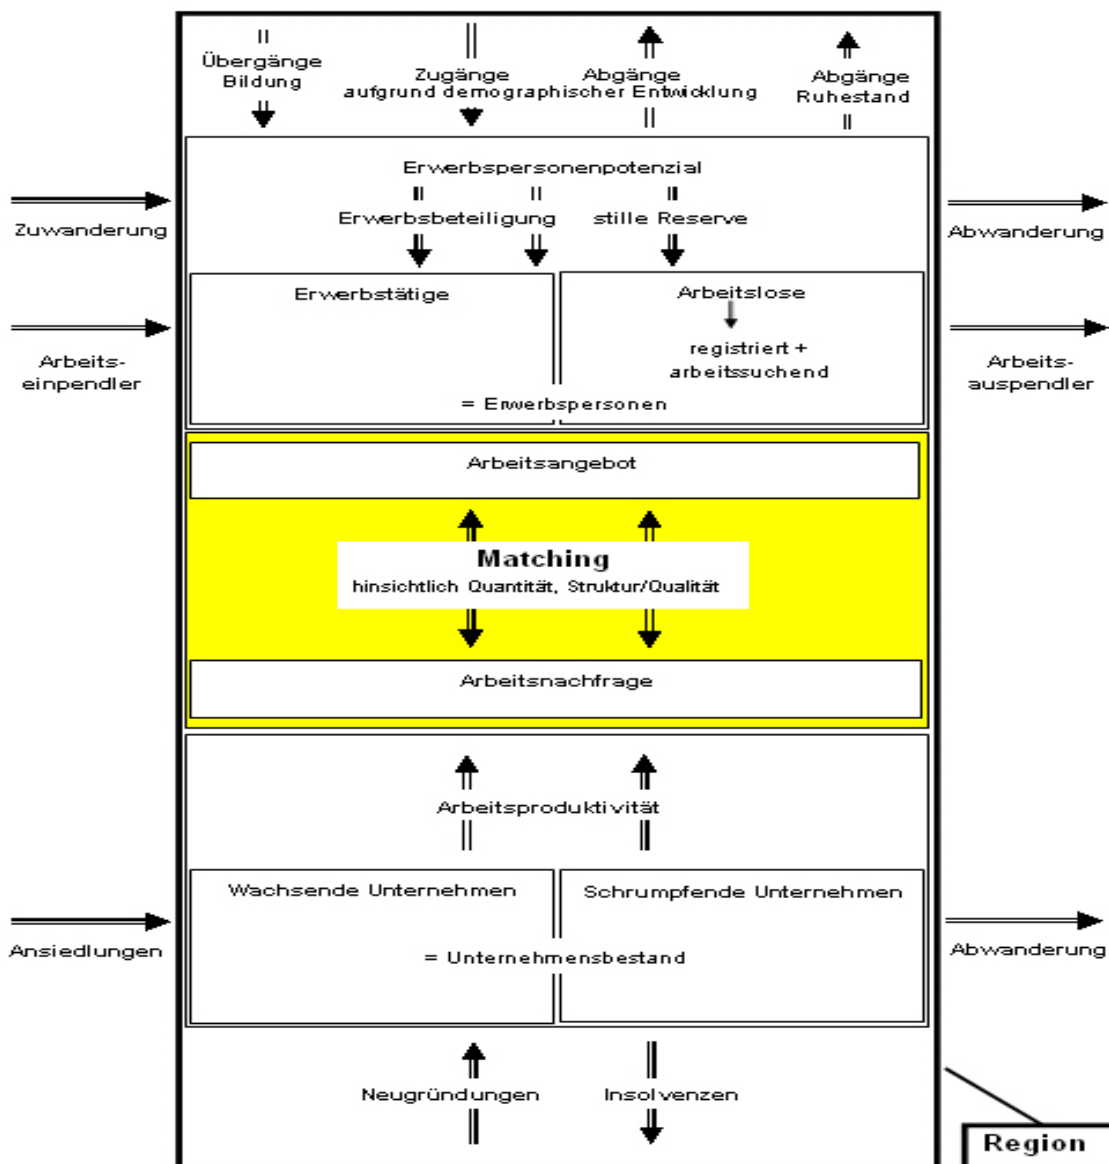 Übergänge
Bildung
Zugänge
Abgänge
aufgrund demographischer Entwicklung
Abgänge
Ruhestand
Erwerbspersonenpotenzial
Erwerbsbeteiligung
stille Reserve
Zuwanderung
Abwanderung
Erwerbstätige
Arbeitslose
registriert +
arbeitssuchend
Arbeits-
einpendler
Arbeits-
auspendler
= Erwerbspersonen
Arbeitsangebot
Matching
hinsichtlich Quantität, Struktur/Qualität
Arbeitsnachfrage
Arbeitsproduktivität
Wachsende Unternehmen
Schrumpfende Unternehmen
Ansiedlungen
Abwanderung
= Unternehmensbestand
Neugründungen
Insolvenzen
Region